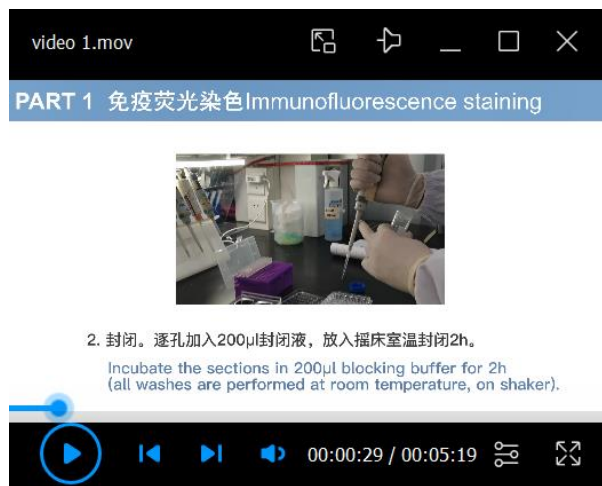 video 1.mov
PART 1 免疫荧光染色Immunofluorescence staining
2. 封闭。逐孔加入200μl封闭液，放入摇床室温封闭2h。
Incubate the sections in 200μl blocking buffer for 2h
(all washes are performed at room temperature, on shaker).
00:00:29 / 00:05:19